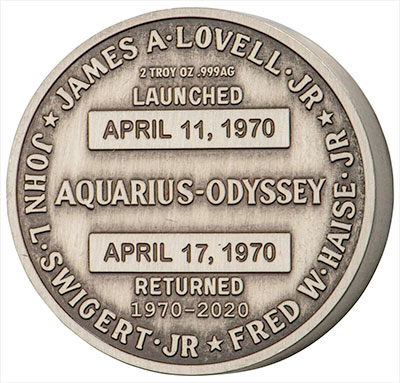 JAMES A·LOVELL·JR
2 TROY OZ .999AG
LAUNCHED
APRIL 11, 1970
AQUARIUS-ODYSSEY
APRIL 17, 1970
RETURNED
1970-2020
JOHN L·SWIGERT·JR
★ FRED W·HAISE·JR ★